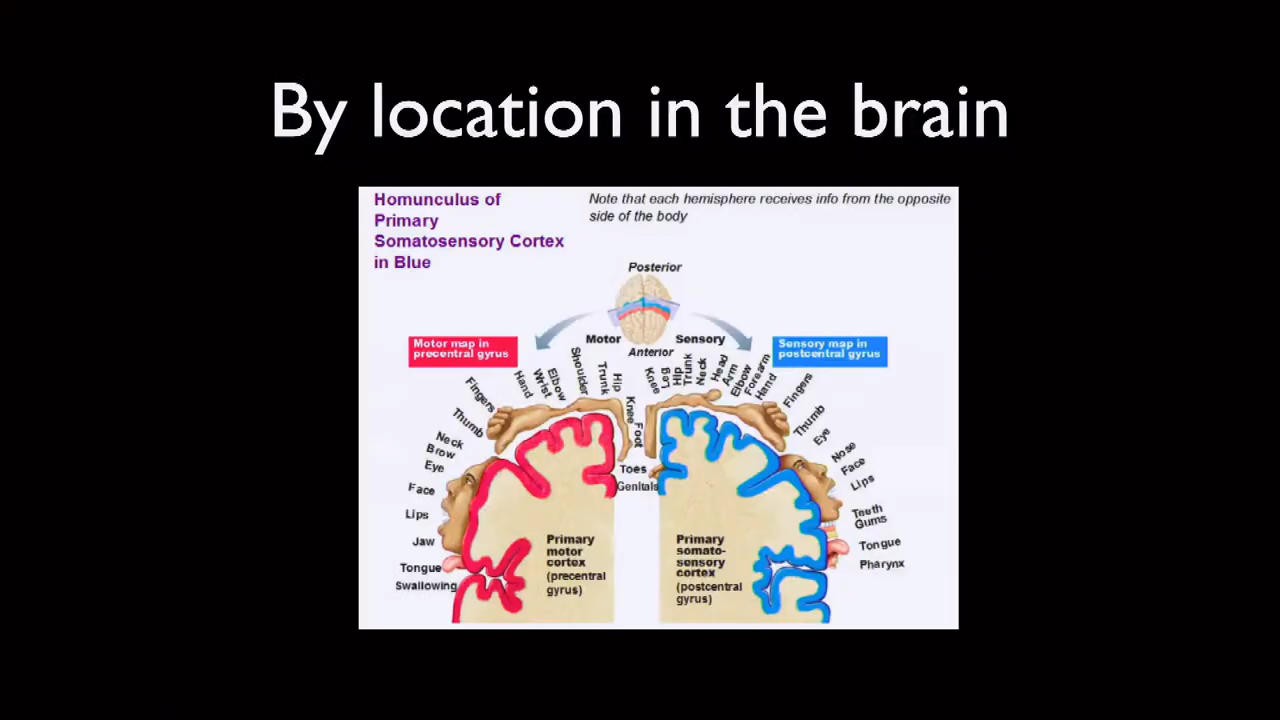 By location in the brain
Homunculus of
Primary
Somatosensory Cortex
in Blue
Note that each hemisphere receives info from the opposite
side of the body
Posterior
Motor
Sensory
Anterior
Motor map in
precentral gyrus
Sensory map in
postcentral gyrus
Fingers
Hand
Wrist
Elbow
Shoulder
Trunk
Hip
Knee
Foot
Toes
Genitals
Thumb
Neck
Brow
Eye
Face
Lips
Jaw
Tongue
Swallowing
Knee
Leg
Hip
Trunk
Neck
Head
Arm
Elbow
Forearm
Hand
Fingers
Thumb
Eye
Nose
Face
Lips
Teeth
Gums
Tongue
Pharynx
Primary
motor
cortex
(precentral
gyrus)
Primary
somato-
sensory
cortex
(postcentral
gyrus)